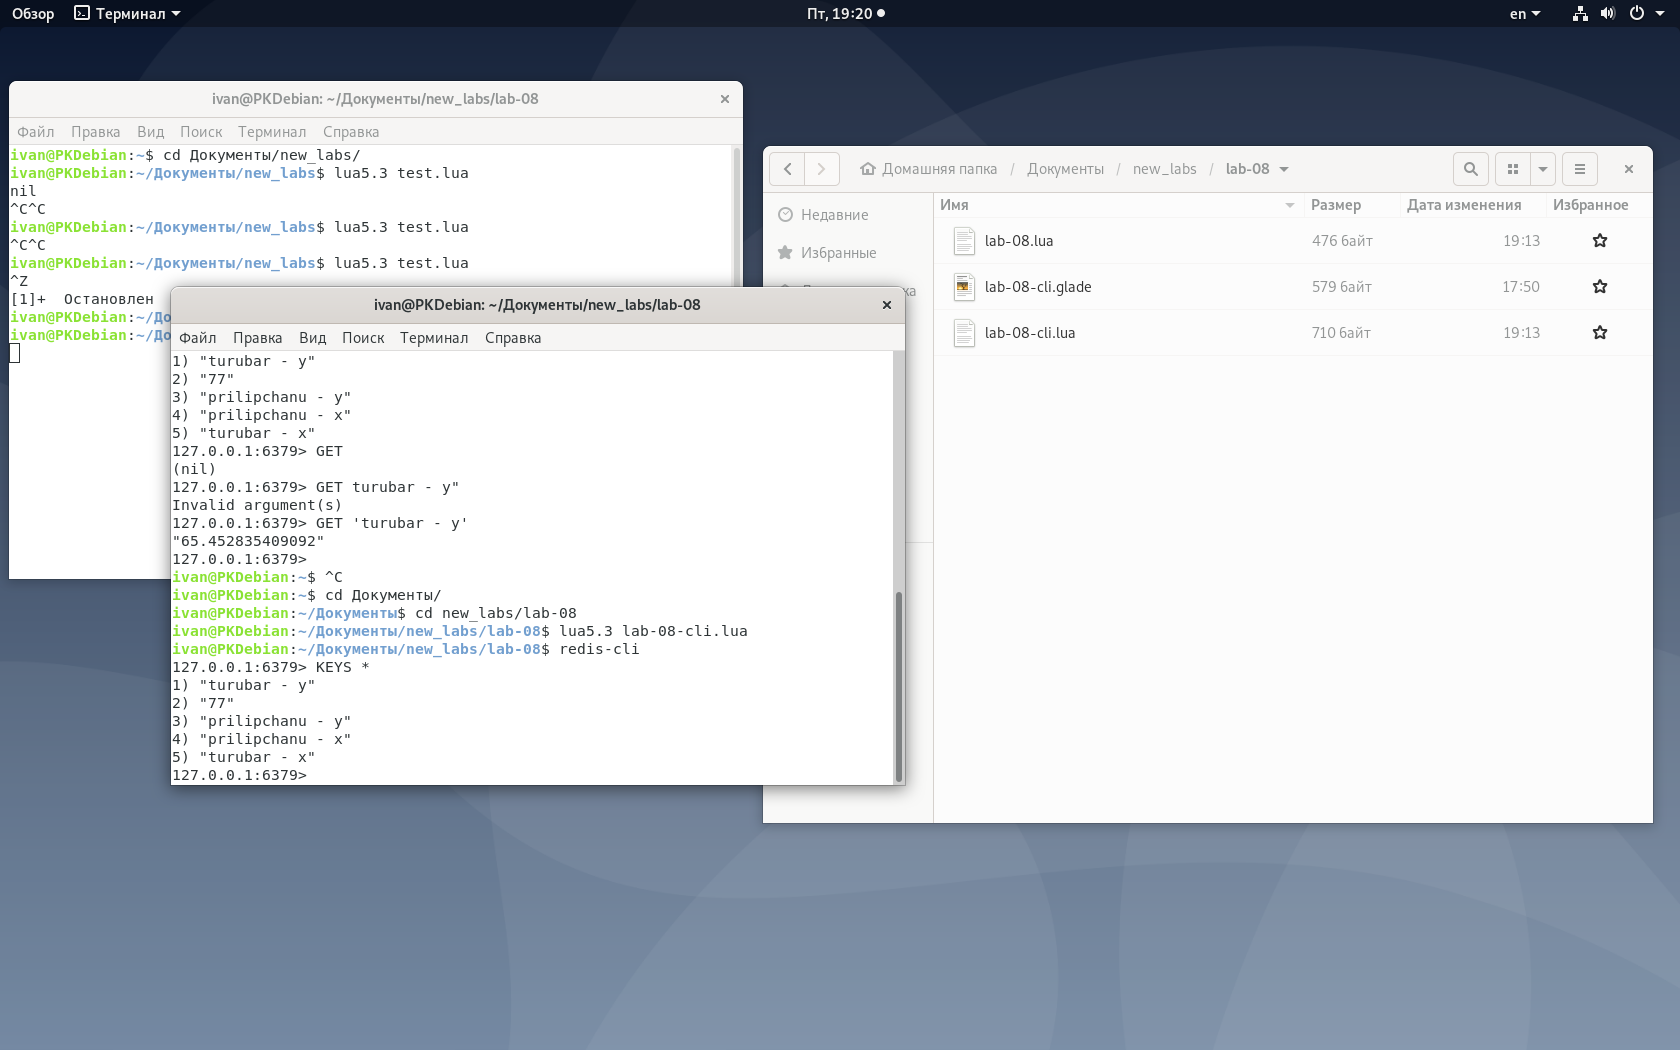 Обзор
Терминал
Пт, 19:20
en
ivan@PKDebian: ~/Документы/new_labs/lab-08
Файл Правка Вид Поиск Терминал Справка
ivan@PKDebian:~$ cd Документы/new_labs/
ivan@PKDebian:~/Документы/new_labs$ lua5.3 test.lua
nil
^C^C
ivan@PKDebian:~/Документы/new_labs$ lua5.3 test.lua
^C^C
ivan@PKDebian:~/Документы/new_labs$ lua5.3 test.lua
^Z
[1]+  Остановлен
ivan@PKDebian:~/До
ivan@PKDebian:~/До
ivan@PKDebian: ~/Документы/new_labs/lab-08
Файл Правка Вид Поиск Терминал Справка
1) "turubar - y"
2) "77"
3) "prilipchanu - y"
4) "prilipchanu - x"
5) "turubar - x"
127.0.0.1:6379> GET
(nil)
127.0.0.1:6379> GET turubar - y"
Invalid argument(s)
127.0.0.1:6379> GET 'turubar - y'
"65.452835409092"
127.0.0.1:6379>
ivan@PKDebian:~$ ^C
ivan@PKDebian:~$ cd Документы/
ivan@PKDebian:~/Документы$ cd new_labs/lab-08
ivan@PKDebian:~/Документы/new_labs/lab-08$ lua5.3 lab-08-cli.lua
ivan@PKDebian:~/Документы/new_labs/lab-08$ redis-cli
127.0.0.1:6379> KEYS *
1) "turubar - y"
2) "77"
3) "prilipchanu - y"
4) "prilipchanu - x"
5) "turubar - x"
127.0.0.1:6379>
Домашняя папка / Документы / new_labs / lab-08
Недавние
Избранные
Имя Размер Дата изменения Избранное
lab-08.lua 476 байт 19:13
lab-08-cli.glade 579 байт 17:50
lab-08-cli.lua 710 байт 19:13